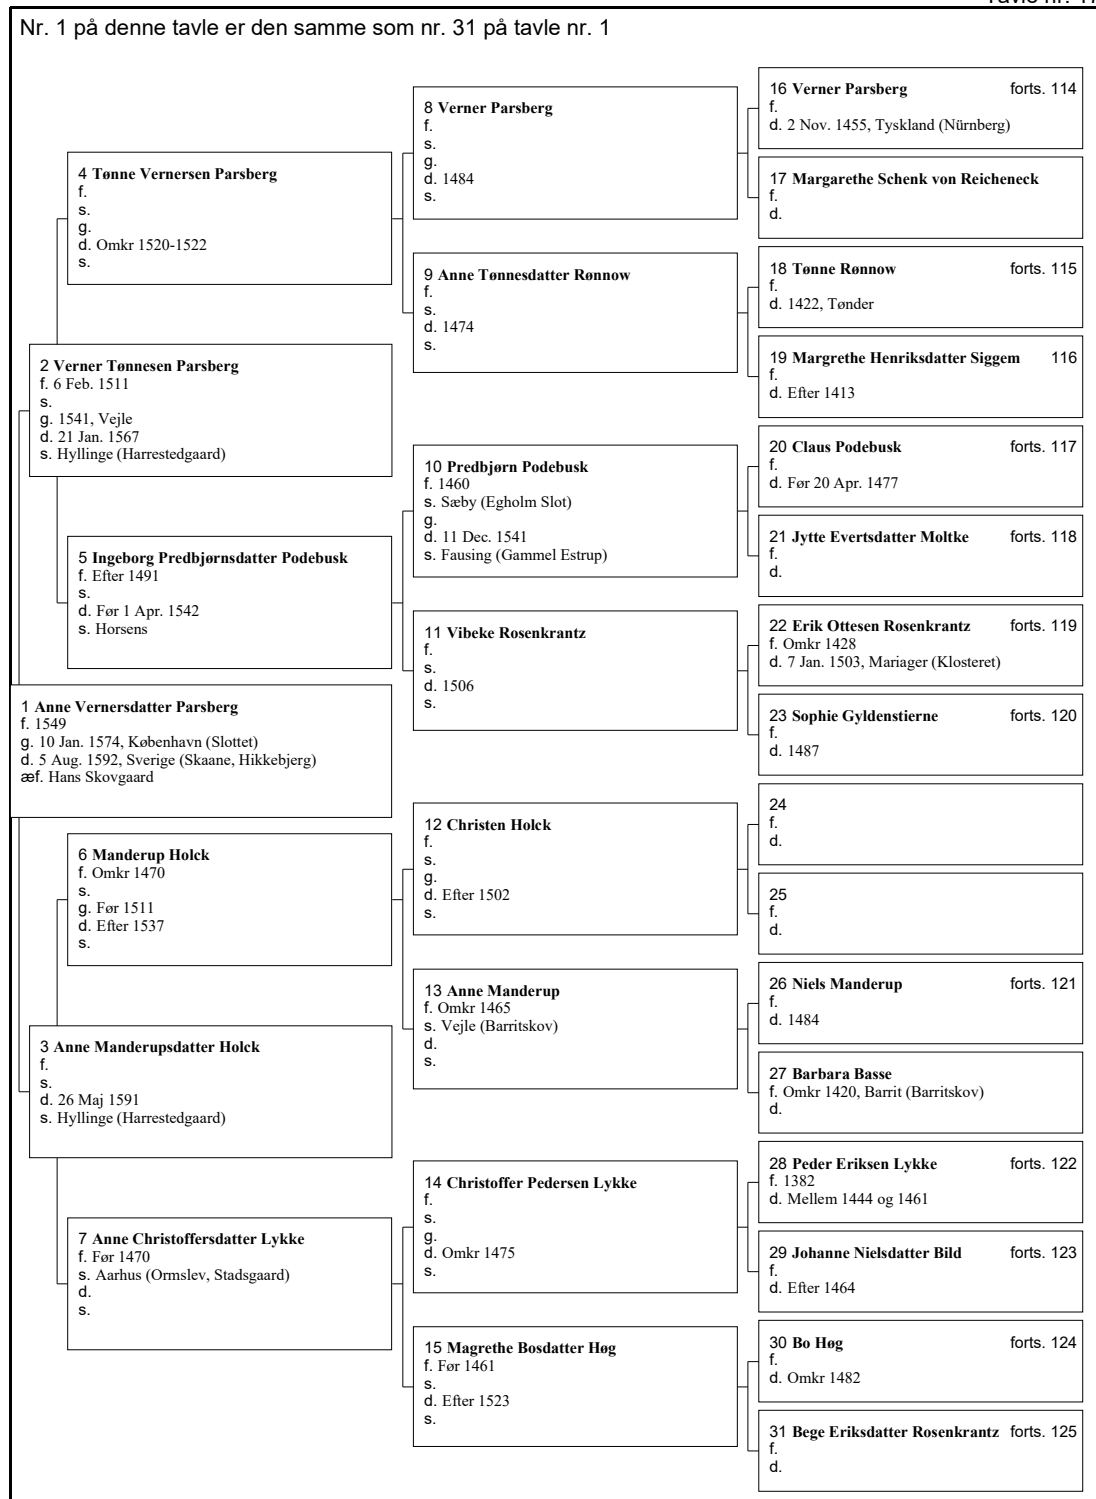 Nr. 1 på denne tavle er den samme som nr. 31 på tavle nr. 1
16 Verner Parsberg forts. 114
f.
d. 2 Nov. 1455, Tyskland (Nürnberg)
8 Verner Parsberg
f.
s.
g.
d. 1484
s.
17 Margarethe Schenk von Reicheneck
f.
d.
4 Tønne Vernersen Parsberg
f.
s.
g.
d. Omkr 1520-1522
s.
18 Tønne Rønnow forts. 115
f.
d. 1422, Tønder
9 Anne Tønnesdatter Rønnow
f.
s.
d. 1474
s.
19 Margrethe Henriksdatter Siggem 116
f.
d. Efter 1413
2 Verner Tønnesen Parsberg
f. 6 Feb. 1511
s.
g. 1541, Vejle
d. 21 Jan. 1567
s. Hyllinge (Harrestedgaard)
20 Claus Podebusk forts. 117
f.
d. Før 20 Apr. 1477
10 Predbjørn Podebusk
f. 1460
s. Sæby (Egholm Slot)
g.
d. 11 Dec. 1541
s. Fausing (Gammel Estrup)
21 Jytte Evertsdatter Moltke forts. 118
f.
d.
5 Ingeborg Predbjørnsdatter Podebusk
f. Efter 1491
s.
d. Før 1 Apr. 1542
s. Horsens
22 Erik Ottesen Rosenkrantz forts. 119
f. Omkr 1428
d. 7 Jan. 1503, Mariager (Klosteret)
11 Vibeke Rosenkrantz
f.
s.
d. 1506
s.
23 Sophie Gyldenstierne forts. 120
f.
d. 1487
1 Anne Vernersdatter Parsberg
f. 1549
g. 10 Jan. 1574, København (Slottet)
d. 5 Aug. 1592, Sverige (Skaane, Hikkebjerg)
æf. Hans Skovgaard
24
f.
d.
12 Christen Holck
f.
s.
g.
d. Efter 1502
s.
25
f.
d.
6 Manderup Holck
f. Omkr 1470
s.
g. Før 1511
d. Efter 1537
s.
26 Niels Manderup forts. 121
f.
d. 1484
13 Anne Manderup
f. Omkr 1465
s. Vejle (Barritskov)
d.
s.
27 Barbara Basse
f. Omkr 1420, Barrit (Barritskov)
d.
3 Anne Manderupsdatter Holck
f.
s.
d. 26 Maj 1591
s. Hyllinge (Harrestedgaard)
28 Peder Eriksen Lykke forts. 122
f. 1382
d. Mellem 1444 og 1461
14 Christoffer Pedersen Lykke
f.
s.
g.
d. Omkr 1475
s.
29 Johanne Nielsdatter Bild forts. 123
f.
d. Efter 1464
7 Anne Christoffersdatter Lykke
f. Før 1470
s. Aarhus (Ormslev, Stadsgaard)
d.
s.
30 Bo Høg forts. 124
f.
d. Omkr 1482
15 Magrethe Bosdatter Høg
f. Før 1461
s.
d. Efter 1523
s.
31 Bege Eriksdatter Rosenkrantz forts. 125
f.
d.